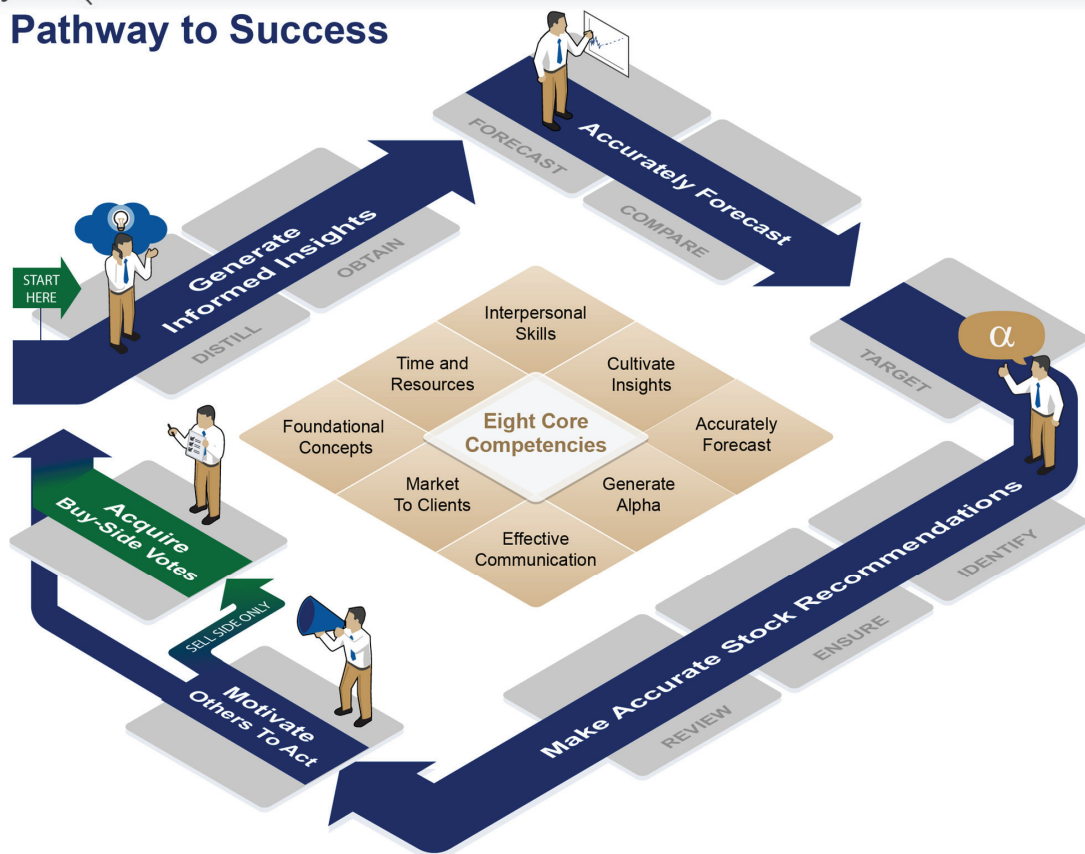 Pathway to Success
START
HERE
Generate
Informed Insights
DISTILL
OBTAIN
Accurately Forecast
FORECAST
COMPARE
TARGET
α
Make Accurate Stock Recommendations
IDENTIFY
ENSURE
REVIEW
Motivate
Others To Act
SELL SIDE ONLY
Acquire
Buy-Side Votes
Eight Core
Competencies
Interpersonal
Skills
Cultivate
Insights
Accurately
Forecast
Generate
Alpha
Effective
Communication
Market
To Clients
Foundational
Concepts
Time and
Resources